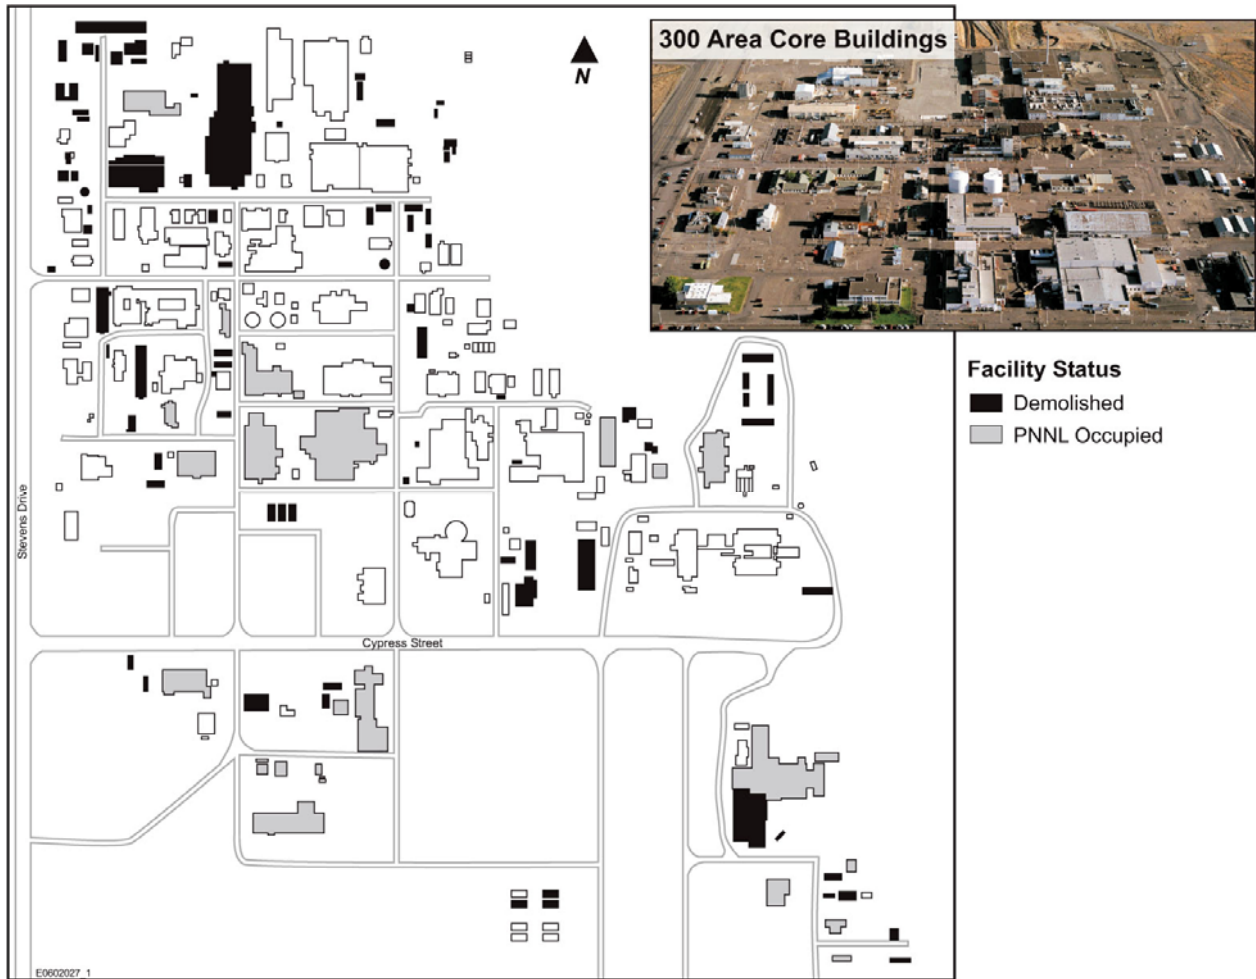 300 Area Core Buildings
N
Facility Status
Demolished
PNNL Occupied
Stevens Drive
Cypress Street
E0602027_1